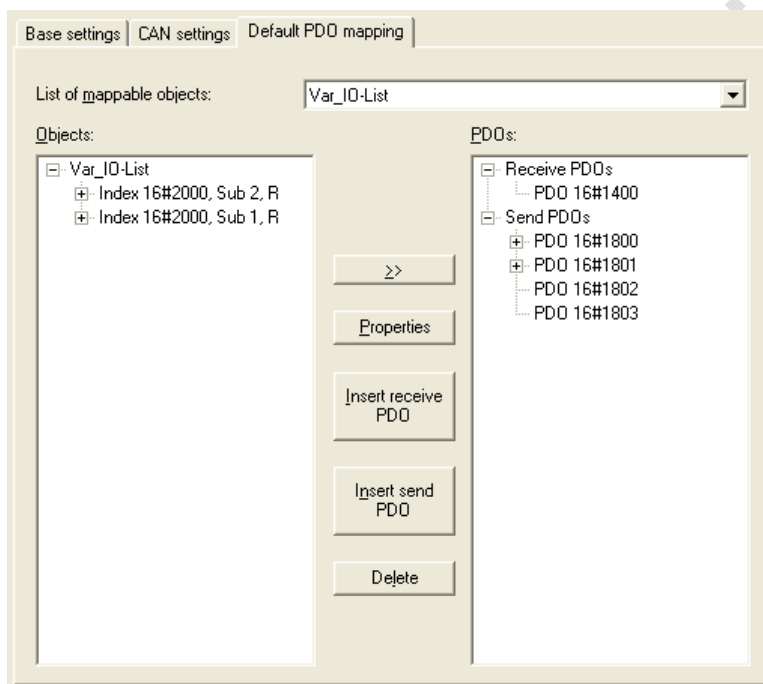 Base settings
CAN settings
Default PDO mapping
List of mappable objects:
Var_IO-List
Objects:
Var_IO-List
Index 16#2000, Sub 2, R
Index 16#2000, Sub 1, R
>>
Properties
Insert receive
PDO
Insert send
PDO
Delete
PDOs:
Receive PDOs
PDO 16#1400
Send PDOs
PDO 16#1800
PDO 16#1801
PDO 16#1802
PDO 16#1803